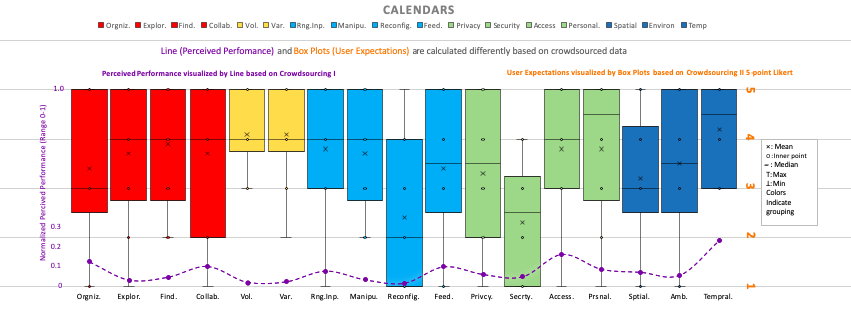 CALENDARS
Orgniz. Explor. Find. Collab. Vol. Var. Rng.Inp. Manipu. Reconfig. Feed. Privacy Security Access Personal. Spatial Environ Temp
Line (Perceived Perfomance) and Box Plots (User Expectations) are calculated differently based on crowdsourced data
Perceived Performance visualized by Line based on Crowdsourcing I
User Expectations visualized by Box Plots based on Crowdsourcing II 5-point Likert
Normalized Percived Performance (Range 0-1)
1.0
0.3
0.2
0.1
0
5
4
3
2
1
×: Mean
o:Inner point
–: Median
T:Max
⊥:Min
Colors
Indicate
grouping
Orgniz. Explor. Find. Collab. Vol. Var. Rng.Inp. Manipu. Reconfig. Feed. Privcy. Secrty. Access. Prsnal. Sptial. Amb. Tempral.